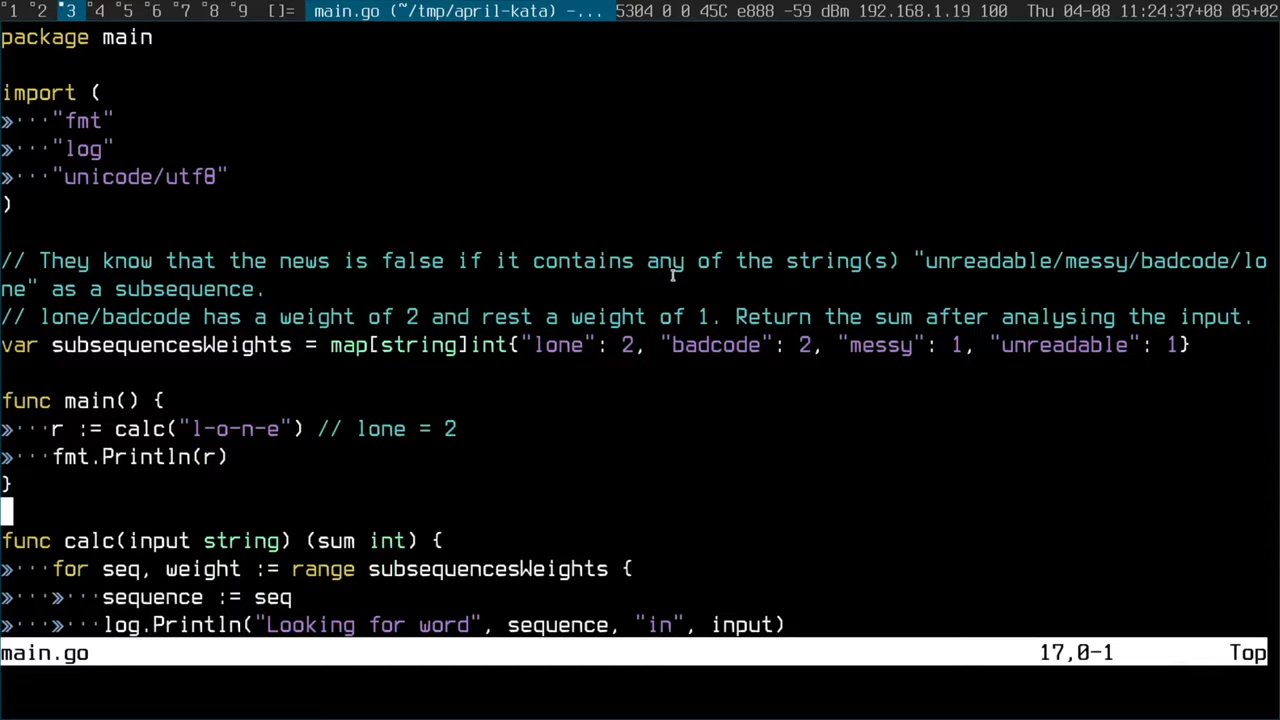 °1 °2 °3 °4 °5 °6 °7 °8 °9 []= main.go (~/tmp/april-kata) -... 5304 0 0 45C e888 -59 dBm 192.168.1.19 100 Thu 04-08 11:24:37+08 05+02
package main
import (
»···"fmt"
»···"log"
»···"unicode/utf8"
)
// They know that the news is false if it contains any of the string(s) "unreadable/messy/badcode/lo
ne" as a subsequence.
// lone/badcode has a weight of 2 and rest a weight of 1. Return the sum after analysing the input.
var subsequencesWeights = map[string]int{"lone": 2, "badcode": 2, "messy": 1, "unreadable": 1}
func main() {
»···r := calc("l-o-n-e") // lone = 2
»···fmt.Println(r)
}
func calc(input string) (sum int) {
»···for seq, weight := range subsequencesWeights {
»···»···sequence := seq
»···»···log.Println("Looking for word", sequence, "in", input)
main.go 17,0-1 Top